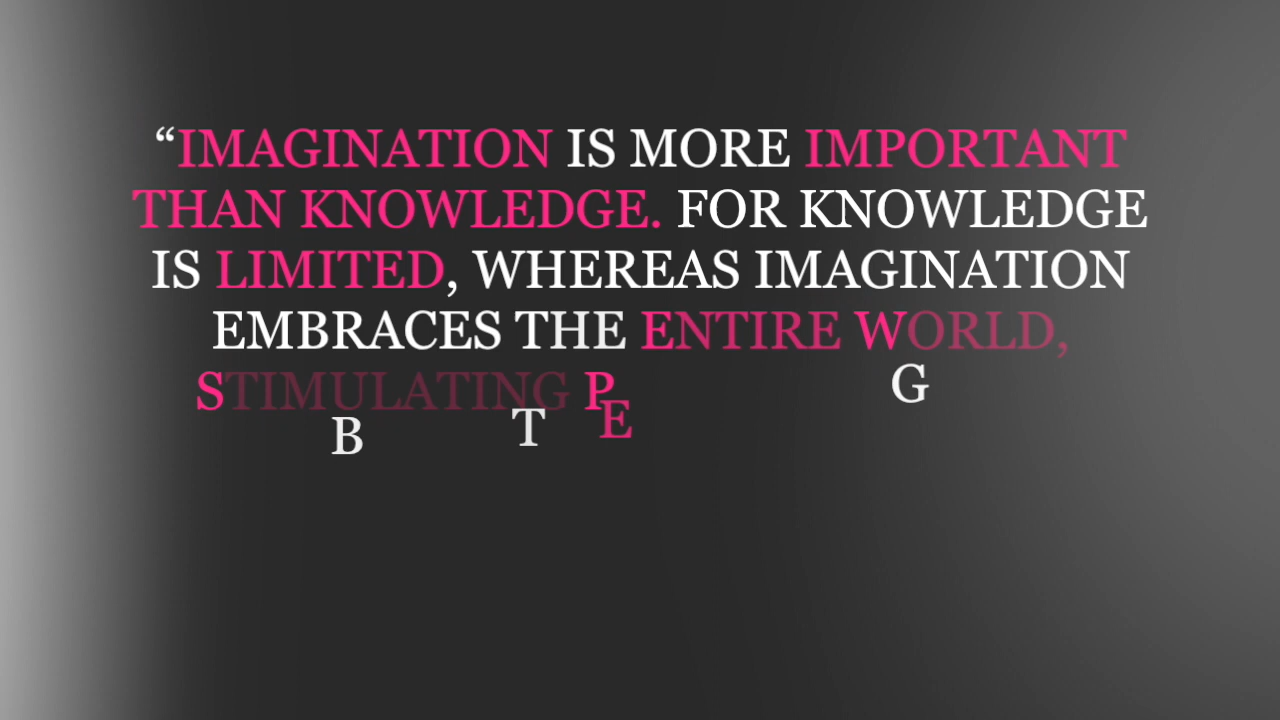 “IMAGINATION IS MORE IMPORTANT
THAN KNOWLEDGE. FOR KNOWLEDGE
IS LIMITED, WHEREAS IMAGINATION
EMBRACES THE ENTIRE WORLD,
STIMULATING P
E
G
B
T